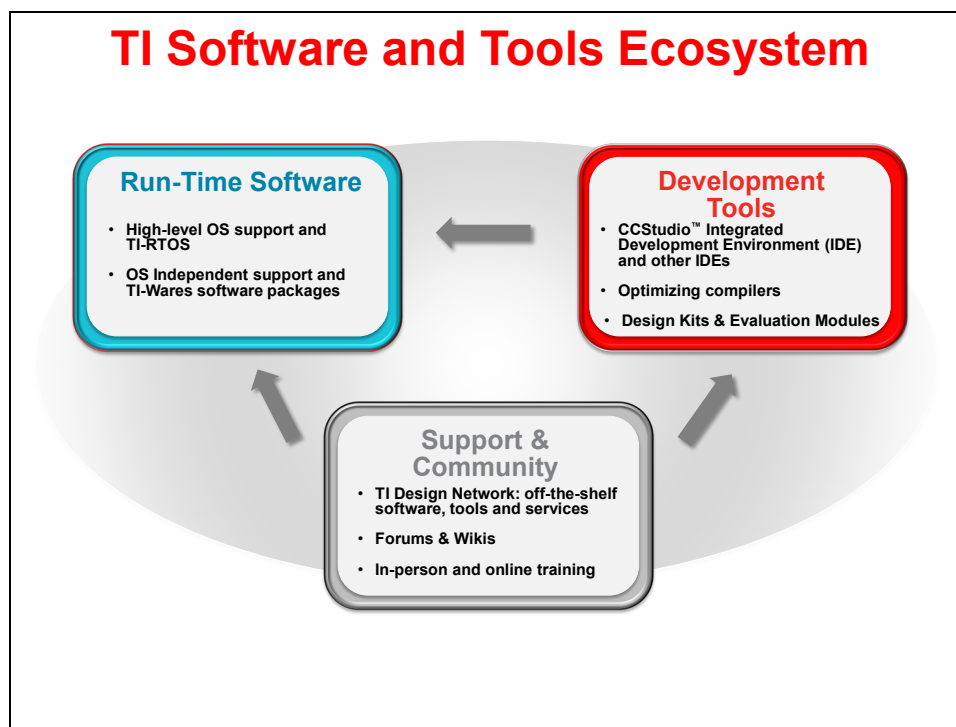 TI Software and Tools Ecosystem
Run-Time Software
• High-level OS support and
TI-RTOS
• OS Independent support and
TI-Wares software packages
Development
Tools
• CCStudio™ Integrated
Development Environment (IDE)
and other IDEs
• Optimizing compilers
• Design Kits & Evaluation Modules
Support &
Community
• TI Design Network: off-the-shelf
software, tools and services
• Forums & Wikis
• In-person and online training